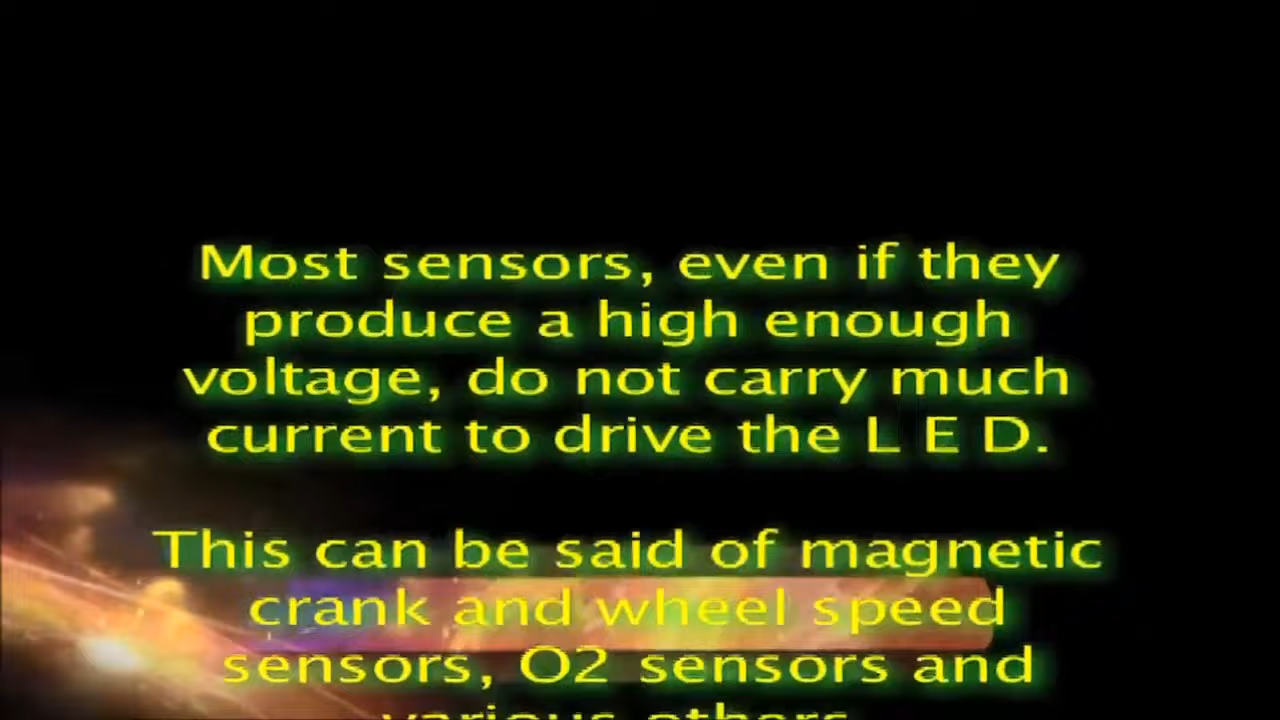 Most sensors, even if they
produce a high enough
voltage, do not carry much
current to drive the L E D.
This can be said of magnetic
crank and wheel speed
sensors, O2 sensors and
various others.